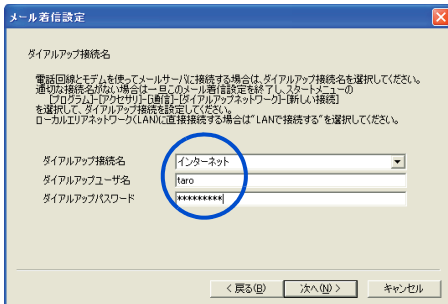 メール着信設定
ダイアルアップ接続名
電話回線とモデムを使ってメールサーバに接続する場合は、ダイアルアップ接続名を選択してください。
適切な接続名がない場合は一旦このメール着信設定を終了し、スタートメニューの
[プログラム]-[アクセサリ]-[通信]-[ダイアルアップネットワーク]-[新しい接続]
を選択して、ダイアルアップ接続を設定してください。
ローカルエリアネットワーク(LAN)に直接接続する場合は"LANで接続する"を選択してください。
ダイアルアップ接続名 インターネット
ダイアルアップユーザ名 taro
ダイアルアップパスワード *********
< 戻る(B) 次へ(N) > キャンセル